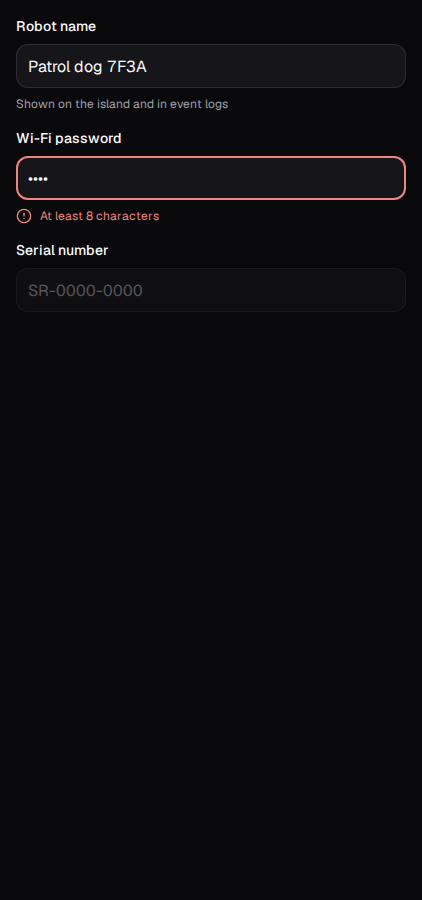 Robot name
Patrol dog 7F3A
Shown on the island and in event logs
Wi-Fi password
••••
At least 8 characters
Serial number
SR-0000-0000